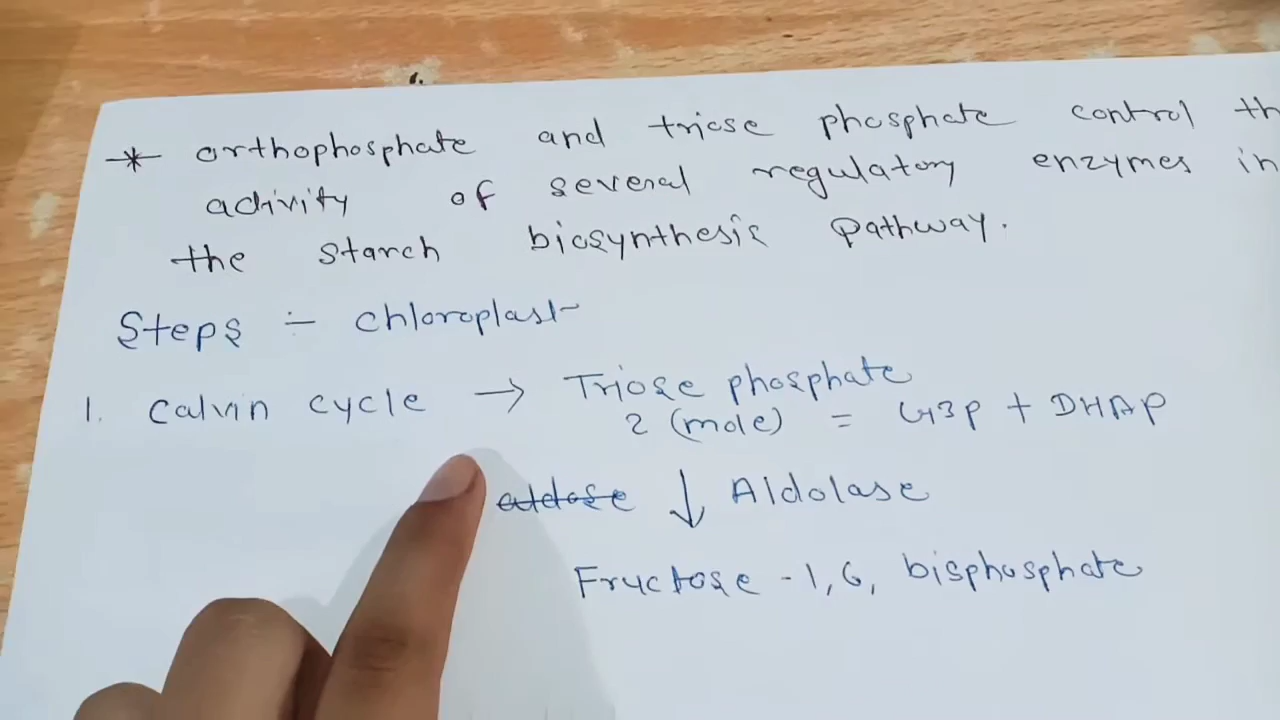 * orthophosphate and triose phosphate control th
activity of several regulatory enzymes in
the starch biosynthesis pathway.
Steps :- chloroplast
1. Calvin cycle → Triose phosphate
2 (mole) = G3P + DHAP
aldose ↓ Aldolase
Fructose -1,6, bisphosphate